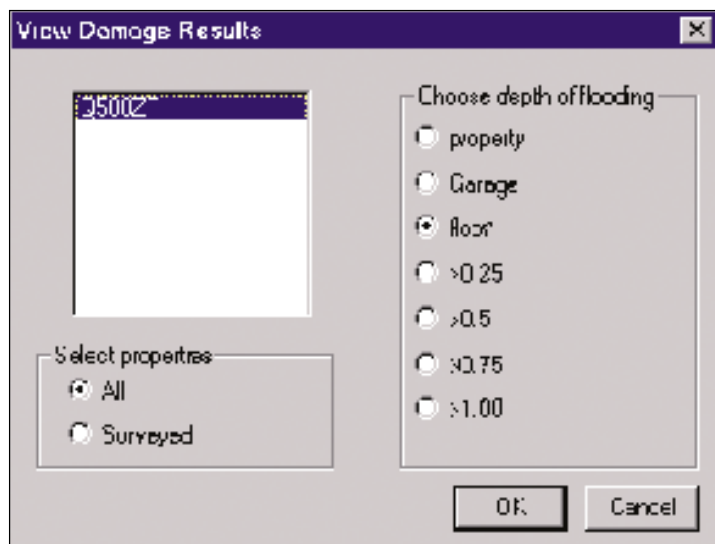 View Damage Results
Q500Z
Select properties
All
Surveyed
Choose depth of flooding
property
Garage
floor
>0.25
>0.5
>0.75
>1.00
OK
Cancel